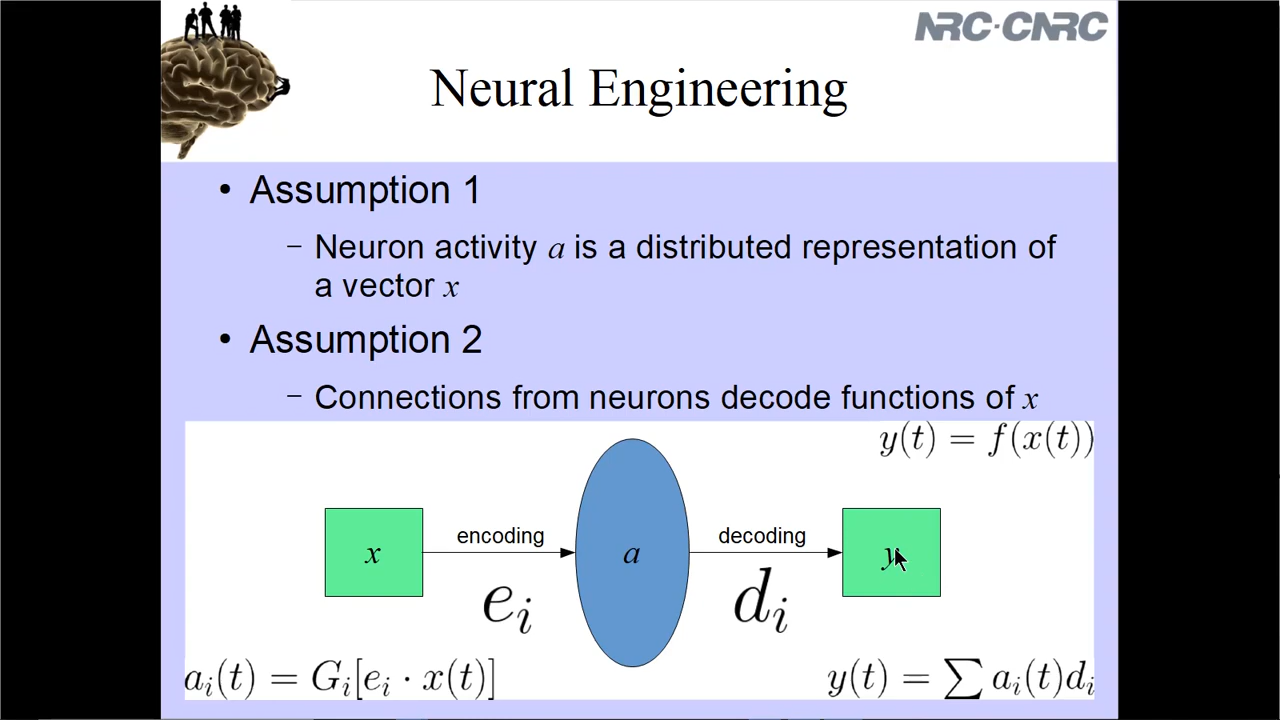 NRC·CNRC
Neural Engineering
• Assumption 1
– Neuron activity a is a distributed representation of
a vector x
• Assumption 2
– Connections from neurons decode functions of x
y(t) = f(x(t))
x
encoding
a
decoding
y
e_i
d_i
a_i(t) = G_i[e_i · x(t)]
y(t) = ∑ a_i(t)d_i